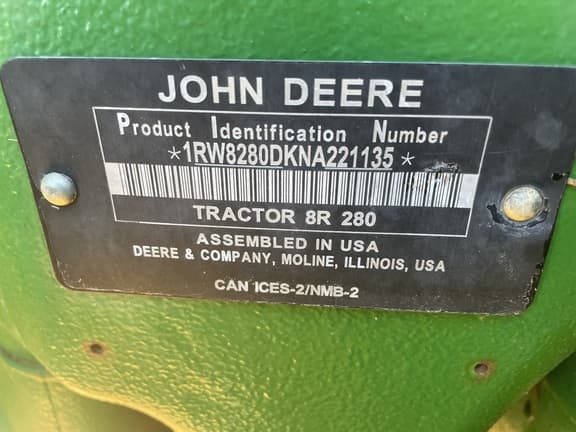 JOHN DEERE
Product Identification Number
*1RW8280DKNA221135*
TRACTOR 8R 280
ASSEMBLED IN USA
DEERE & COMPANY, MOLINE, ILLINOIS, USA
CAN ICES-2/NMB-2